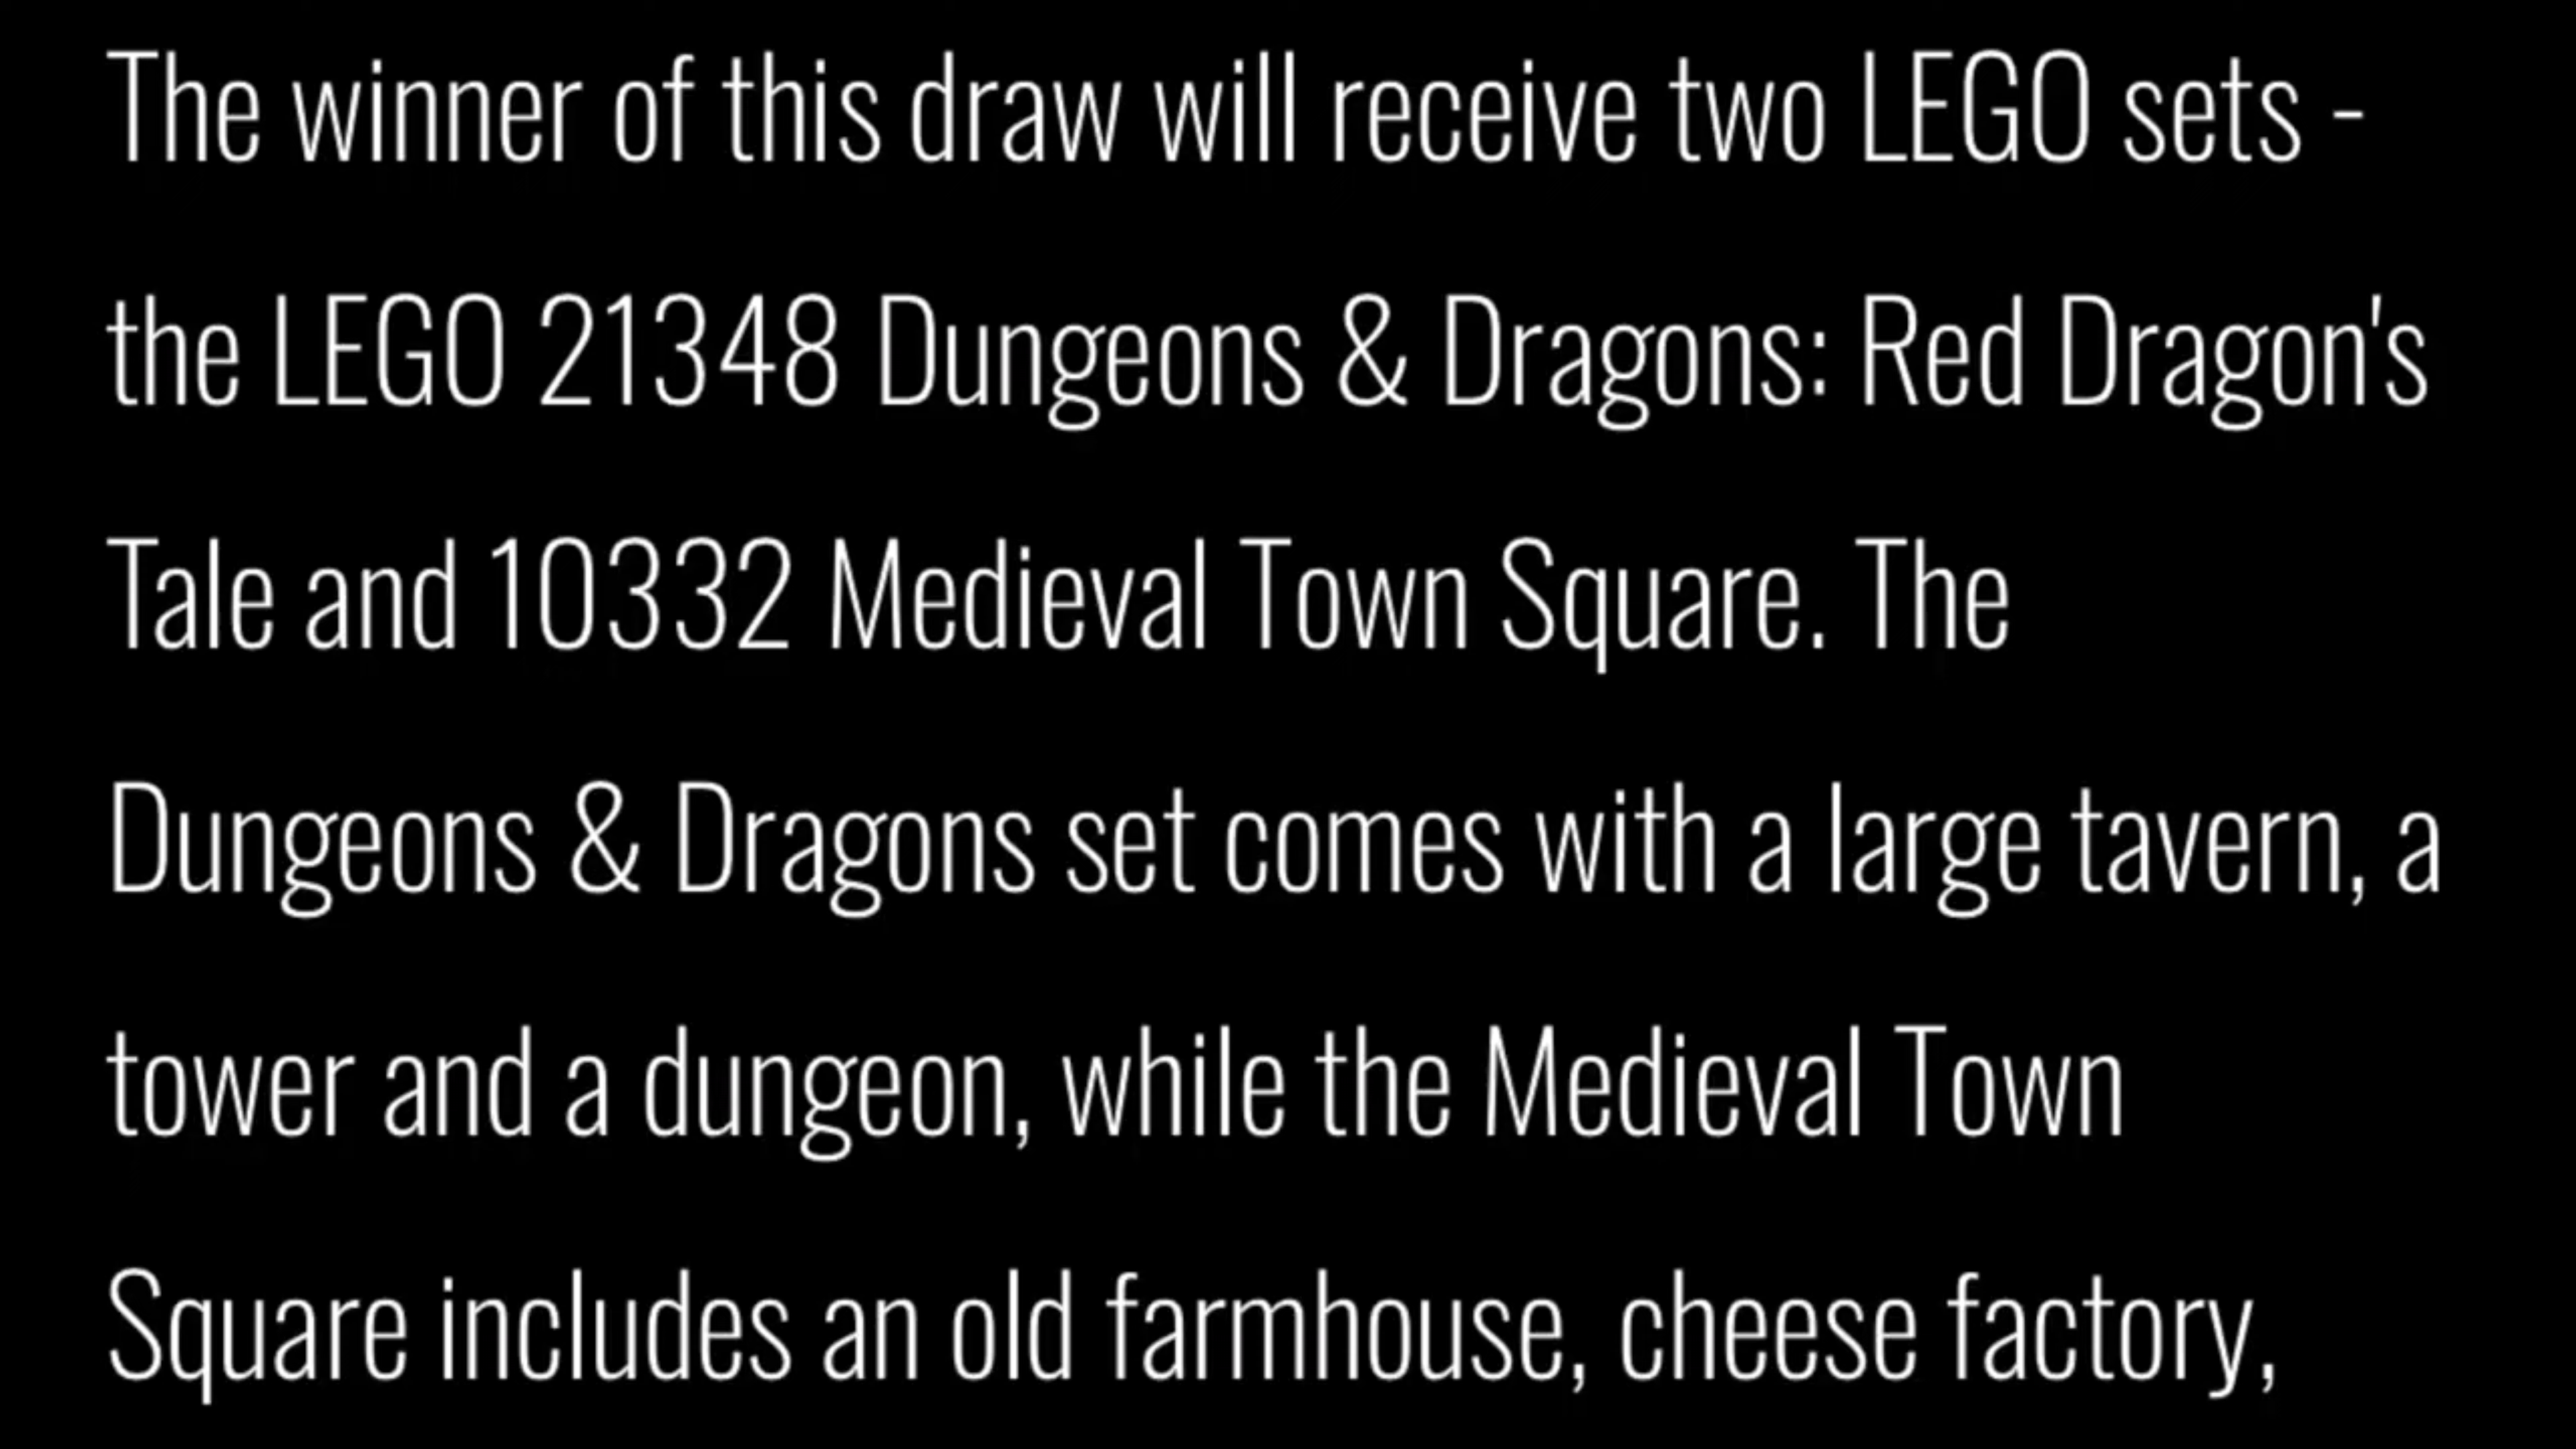 The winner of this draw will receive two LEGO sets -
the LEGO 21348 Dungeons & Dragons: Red Dragon's
Tale and 10332 Medieval Town Square. The
Dungeons & Dragons set comes with a large tavern, a
tower and a dungeon, while the Medieval Town
Square includes an old farmhouse, cheese factory,